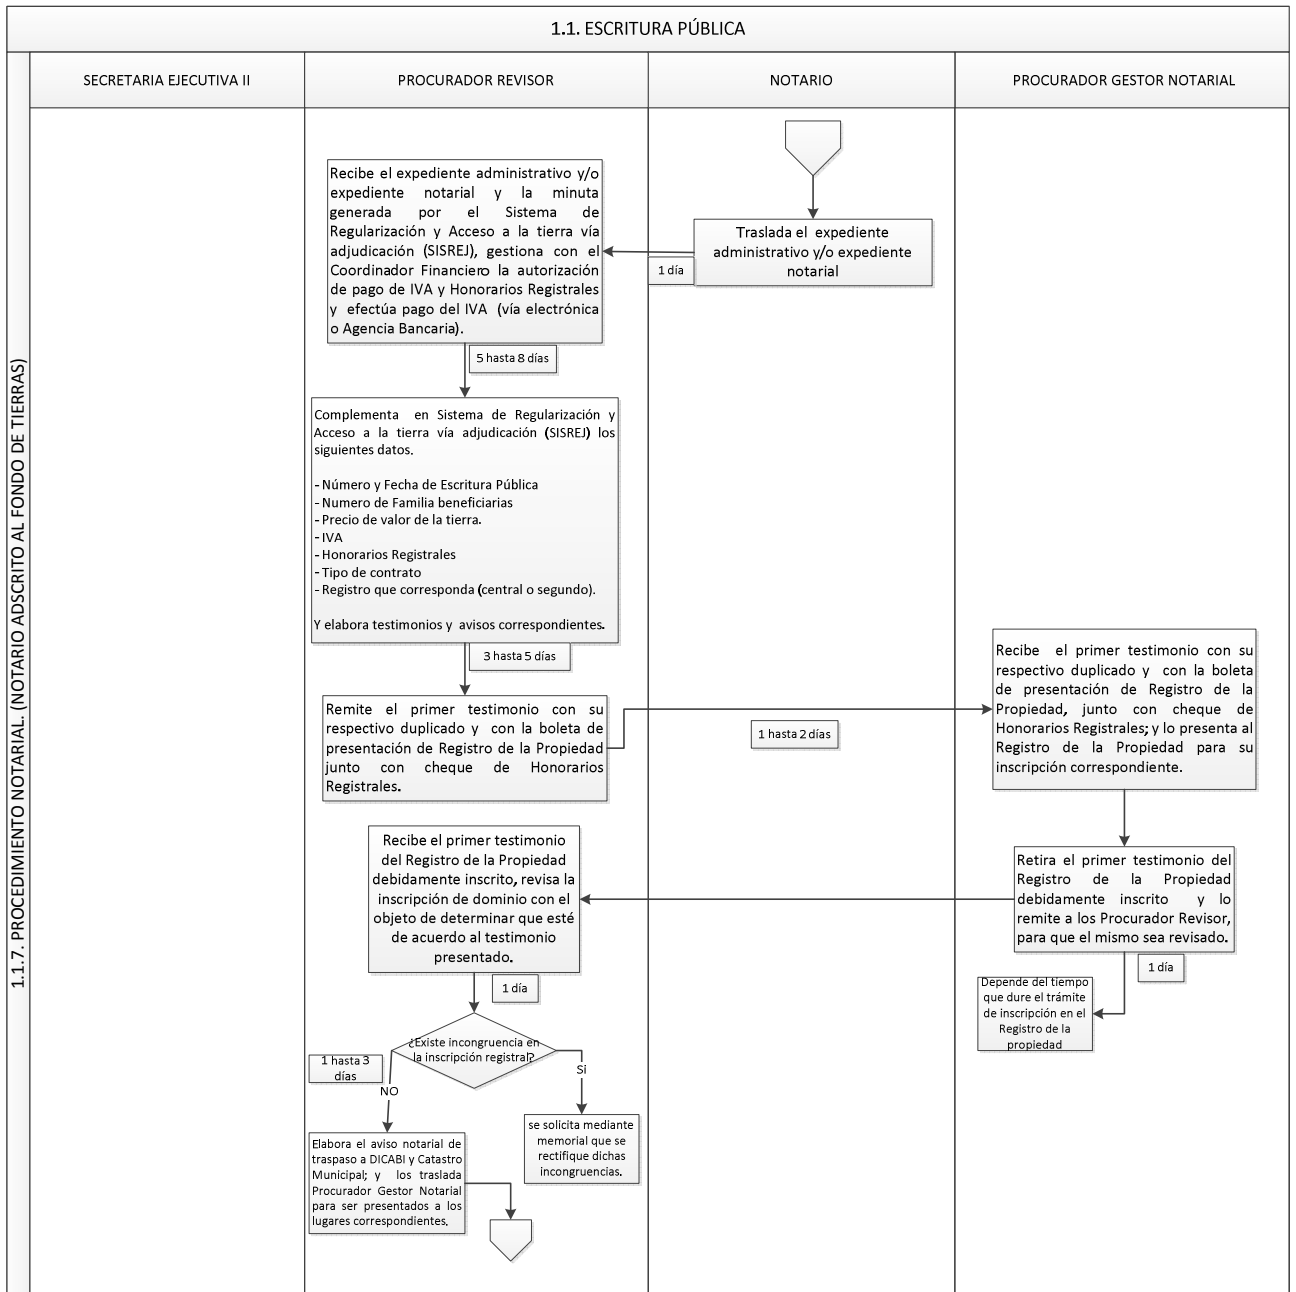 1.1. ESCRITURA PÚBLICA
SECRETARIA EJECUTIVA II
PROCURADOR REVISOR
NOTARIO
PROCURADOR GESTOR NOTARIAL
1.1.7. PROCEDIMIENTO NOTARIAL. (NOTARIO ADSCRITO AL FONDO DE TIERRAS)
Traslada el expediente
administrativo y/o expediente
notarial
1 día
Recibe el expediente administrativo y/o
expediente notarial y la minuta
generada por el Sistema de
Regularización y Acceso a la tierra vía
adjudicación (SISREJ), gestiona con el
Coordinador Financiero la autorización
de pago de IVA y Honorarios Registrales
y efectúa pago del IVA (vía electrónica
o Agencia Bancaria).
5 hasta 8 días
Complementa en Sistema de Regularización y
Acceso a la tierra vía adjudicación (SISREJ) los
siguientes datos.
- Número y Fecha de Escritura Pública
- Numero de Familia beneficiarias
- Precio de valor de la tierra.
- IVA
- Honorarios Registrales
- Tipo de contrato
- Registro que corresponda (central o segundo).
Y elabora testimonios y avisos correspondientes.
3 hasta 5 días
Remite el primer testimonio con su
respectivo duplicado y con la boleta de
presentación de Registro de la Propiedad
junto con cheque de Honorarios
Registrales.
1 hasta 2 días
Recibe el primer testimonio con su
respectivo duplicado y con la boleta
de presentación de Registro de la
Propiedad, junto con cheque de
Honorarios Registrales; y lo presenta al
Registro de la Propiedad para su
inscripción correspondiente.
Retira el primer testimonio del
Registro de la Propiedad
debidamente inscrito y lo
remite a los Procurador Revisor,
para que el mismo sea revisado.
1 día
Depende del tiempo
que dure el trámite
de inscripción en el
Registro de la
propiedad
Recibe el primer testimonio
del Registro de la Propiedad
debidamente inscrito, revisa la
inscripción de dominio con el
objeto de determinar que esté
de acuerdo al testimonio
presentado.
1 día
¿Existe incongruencia en
la inscripción registral?
1 hasta 3
días
NO
Si
se solicita mediante
memorial que se
rectifique dichas
incongruencias.
Elabora el aviso notarial de
traspaso a DICABI y Catastro
Municipal; y los traslada
Procurador Gestor Notarial
para ser presentados a los
lugares correspondientes.